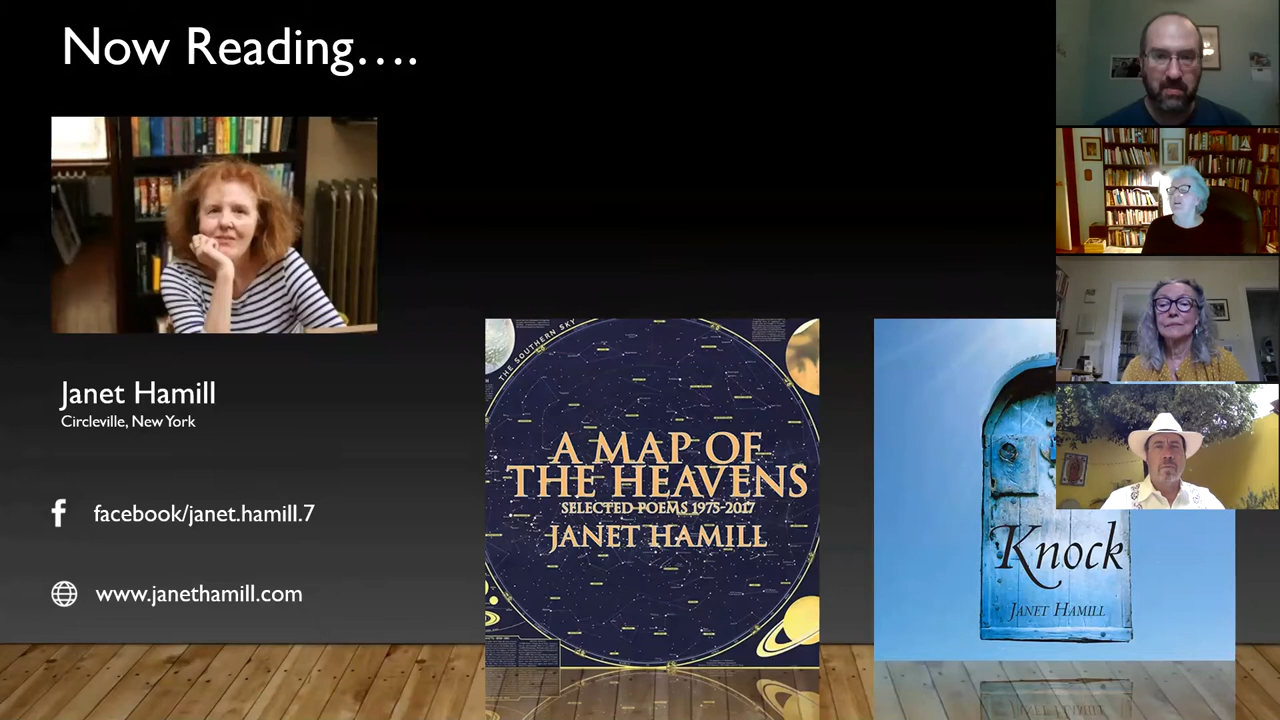 Now Reading….
Janet Hamill
Circleville, New York
facebook/janet.hamill.7
www.janethamill.com
THE SOUTHERN SKY
A MAP OF
THE HEAVENS
SELECTED POEMS 1975-2017
JANET HAMILL
Knock
JANET HAMILL